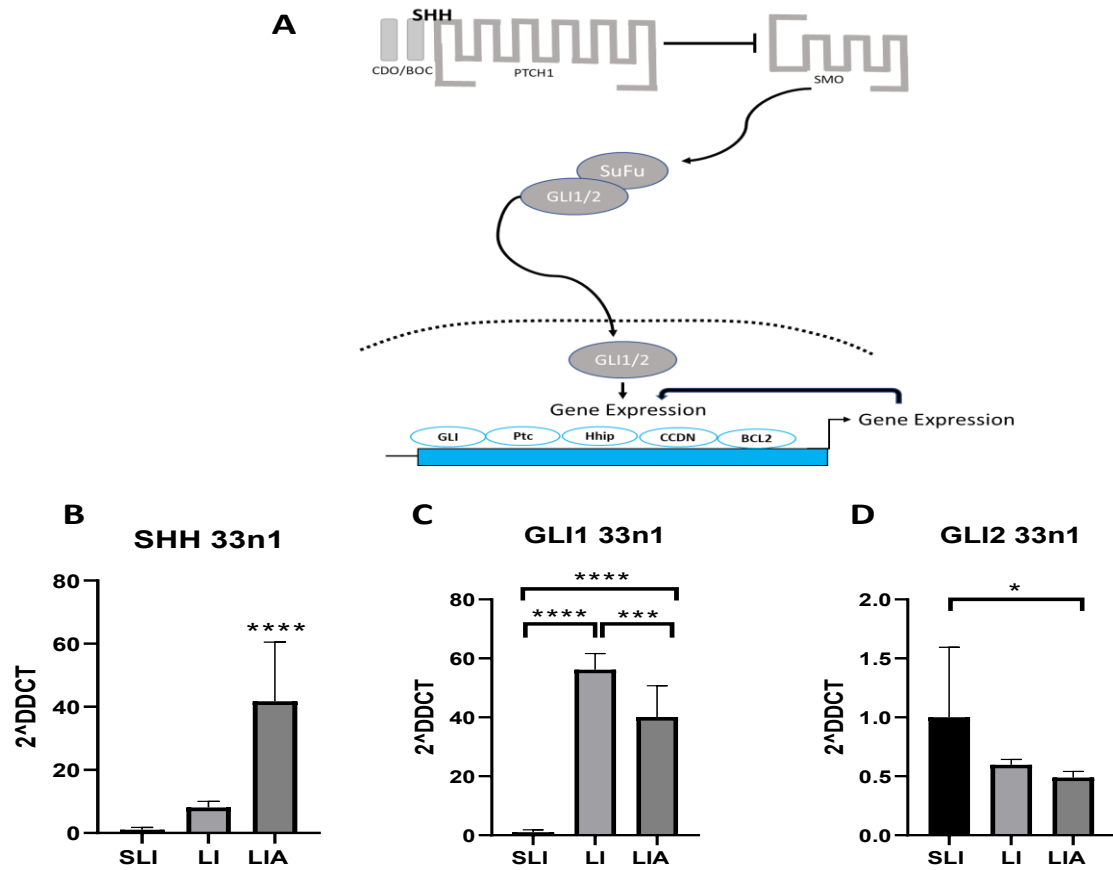 A
SHH
CDO/BOC
PTCH1
SMO
SuFu
GLI1/2
GLI1/2
Gene Expression
Gene Expression
GLI Ptc Hhip CCDN BCL2
B
SHH 33n1
2^DDCT
80
60
40
20
0
****
SLI LI LIA
C
GLI1 33n1
2^DDCT
80
60
40
20
0
****
**** ***
SLI LI LIA
D
GLI2 33n1
2^DDCT
2.0
1.5
1.0
0.5
0.0
*
SLI LI LIA